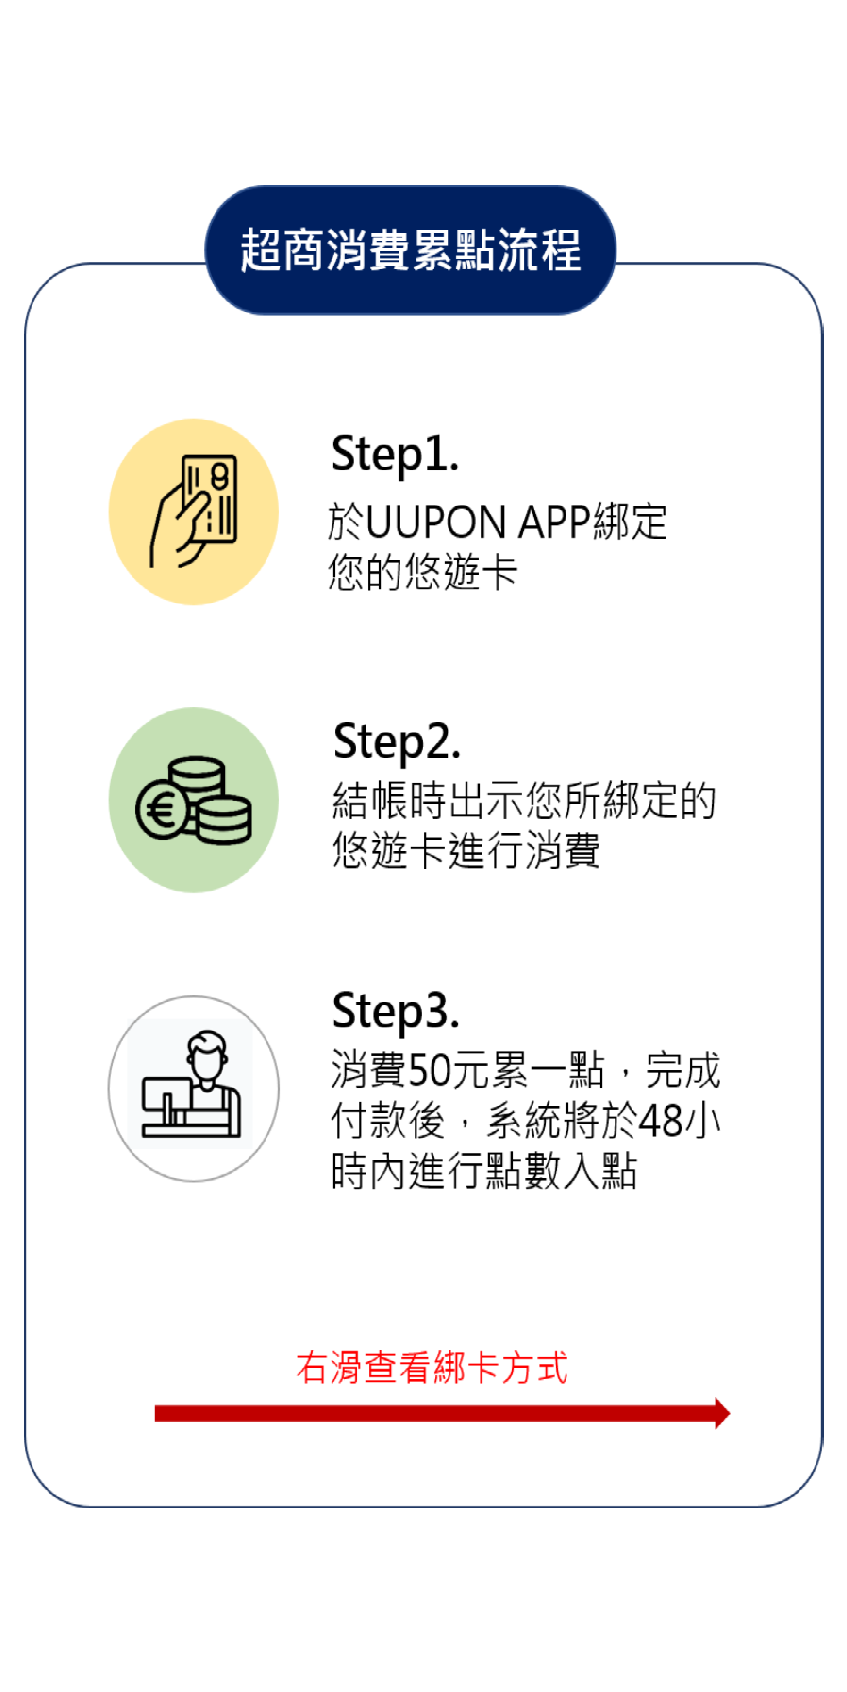 超商消費累點流程
Step1.
於UUPON APP綁定
您的悠遊卡
Step2.
結帳時出示您所綁定的
悠遊卡進行消費
Step3.
消費50元累一點，完成
付款後，系統將於48小
時內進行點數入點
右滑查看綁卡方式